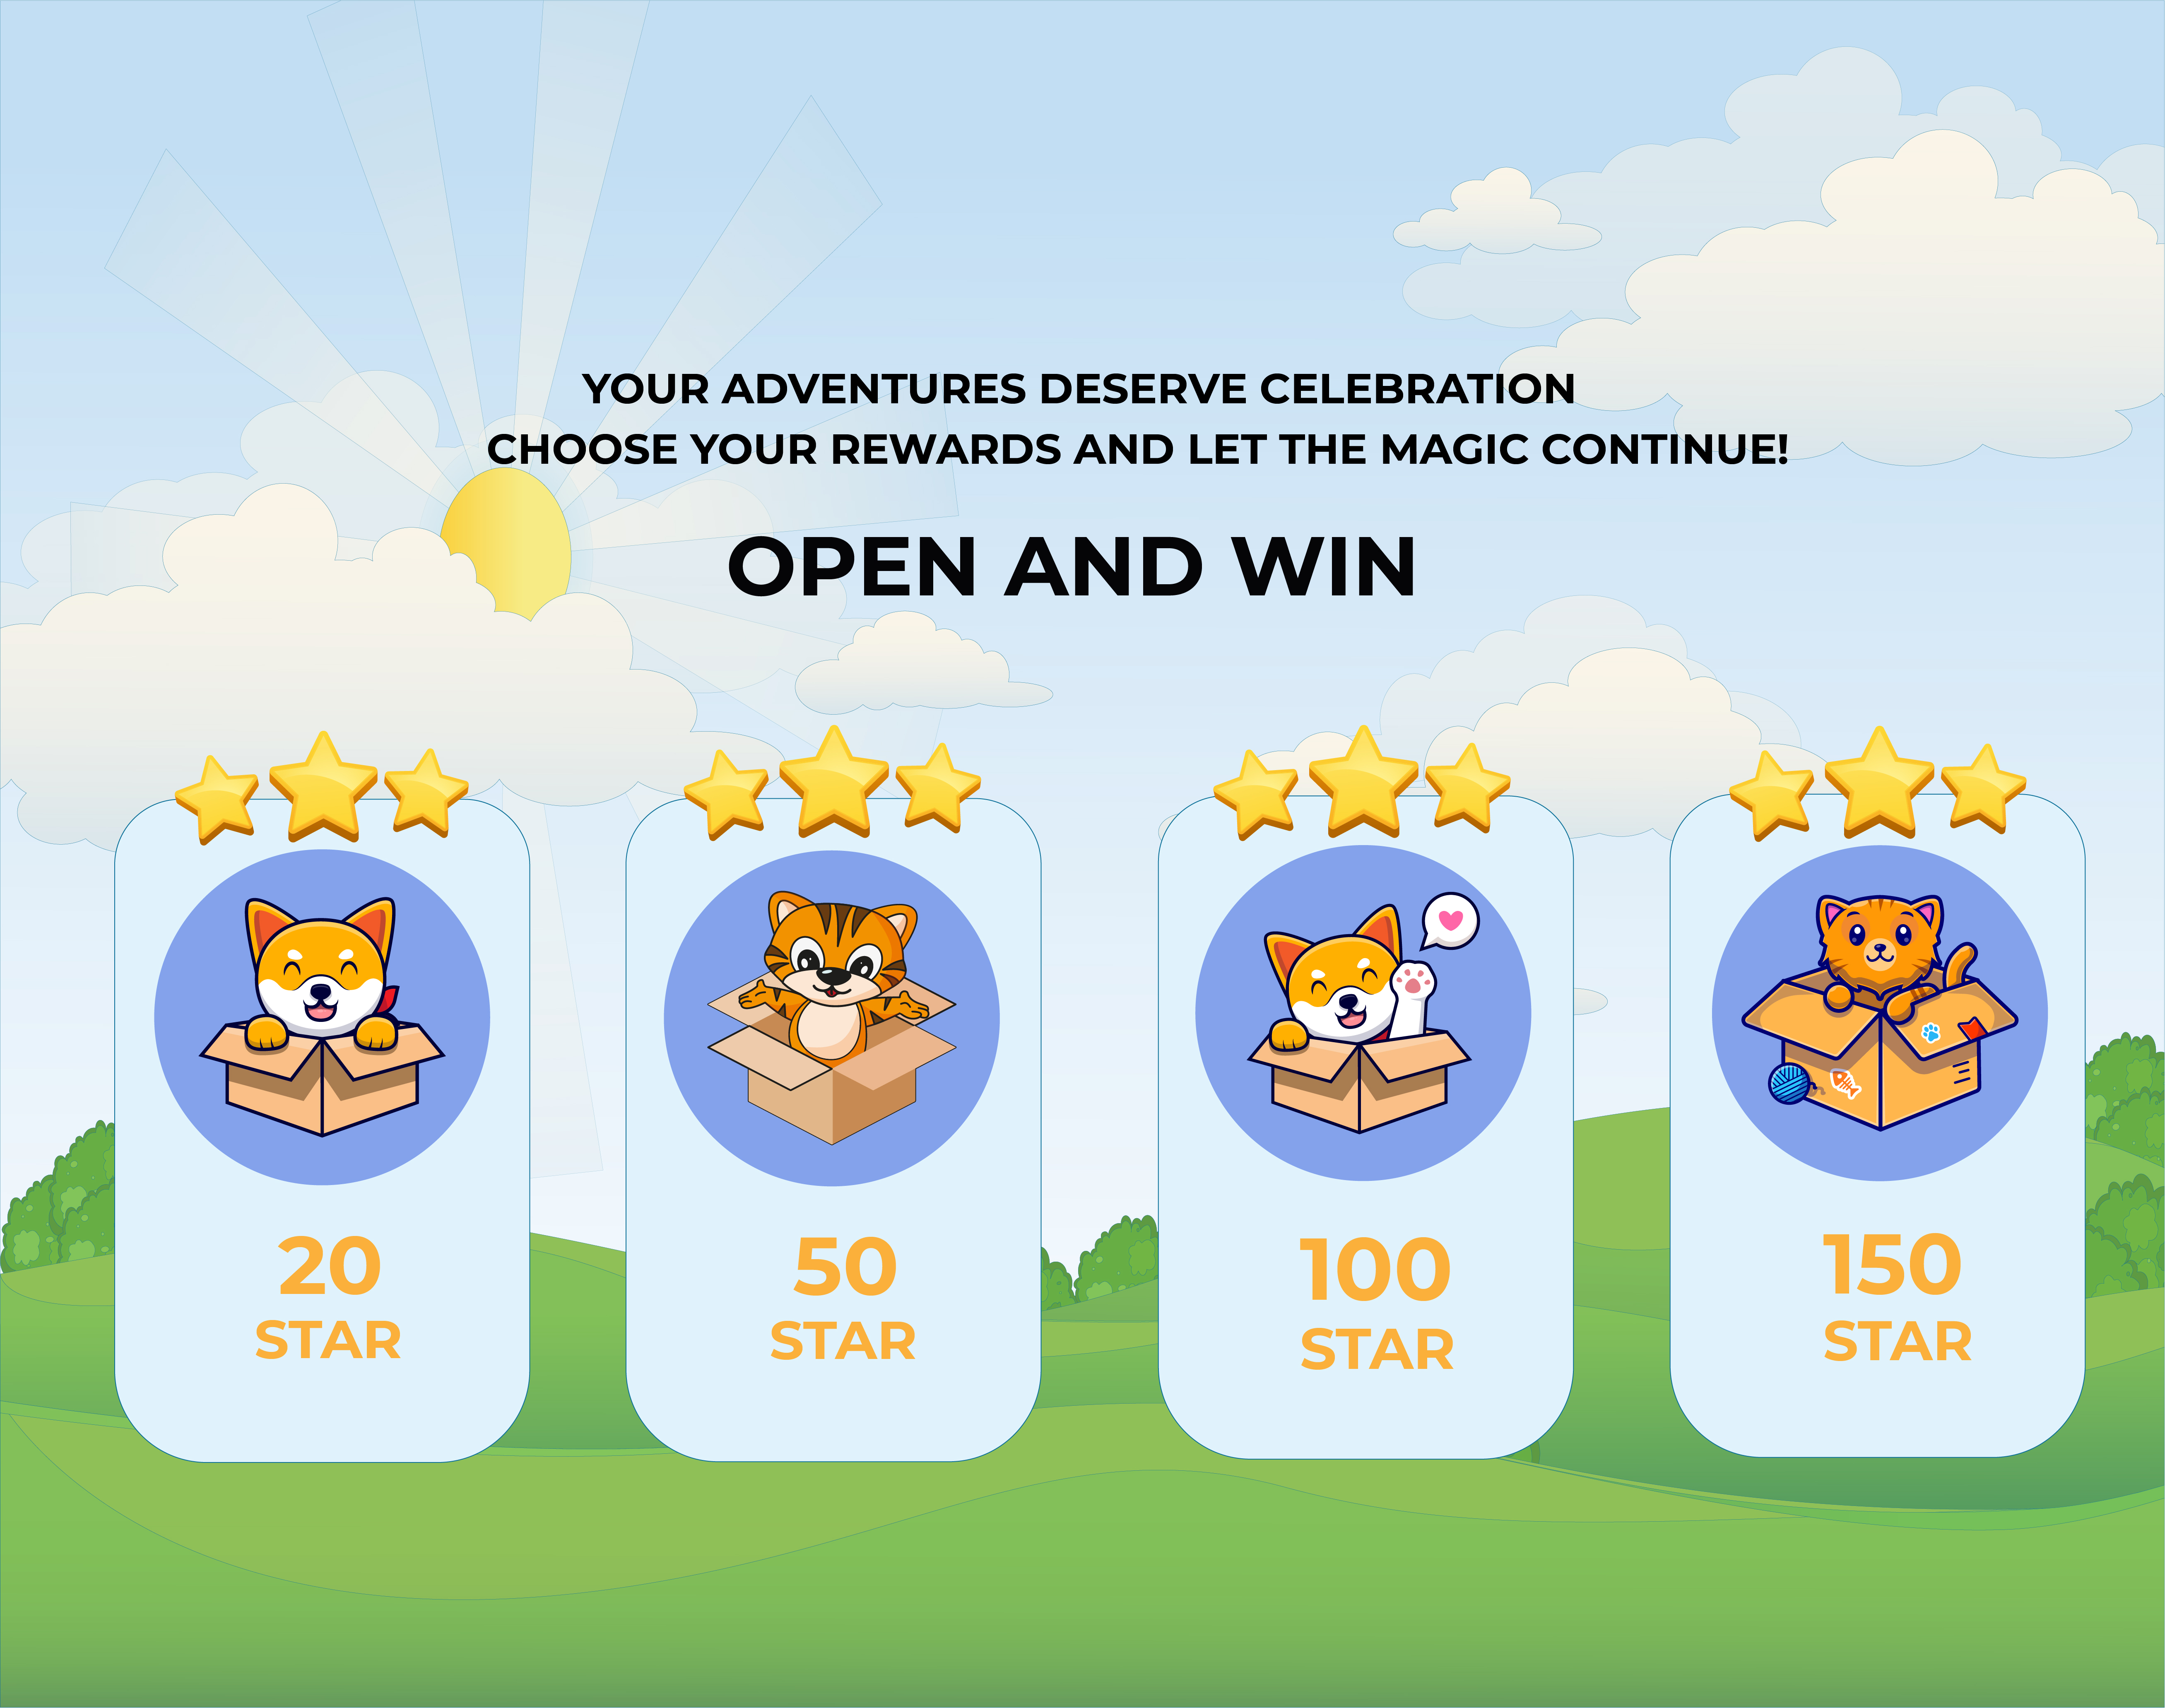 YOUR ADVENTURES DESERVE CELEBRATION
CHOOSE YOUR REWARDS AND LET THE MAGIC CONTINUE!
OPEN AND WIN
20
STAR
50
STAR
100
STAR
150
STAR